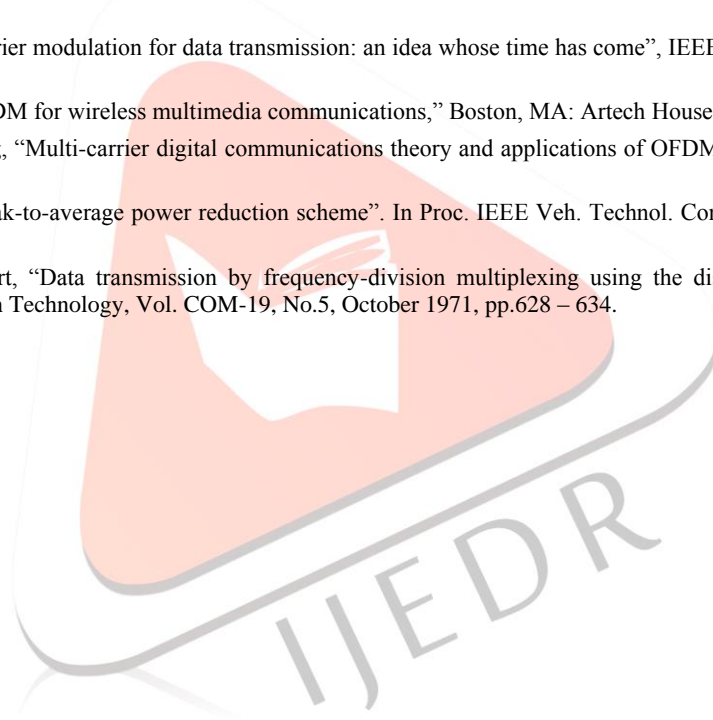 rier modulation for data transmission: an idea whose time has come”, IEEE
DM for wireless multimedia communications,” Boston, MA: Artech House
, “Multi-carrier digital communications theory and applications of OFDM
ak-to-average power reduction scheme”. In Proc. IEEE Veh. Technol. Con
rt, “Data transmission by frequency-division multiplexing using the di
n Technology, Vol. COM-19, No.5, October 1971, pp.628 – 634.
IJEDR